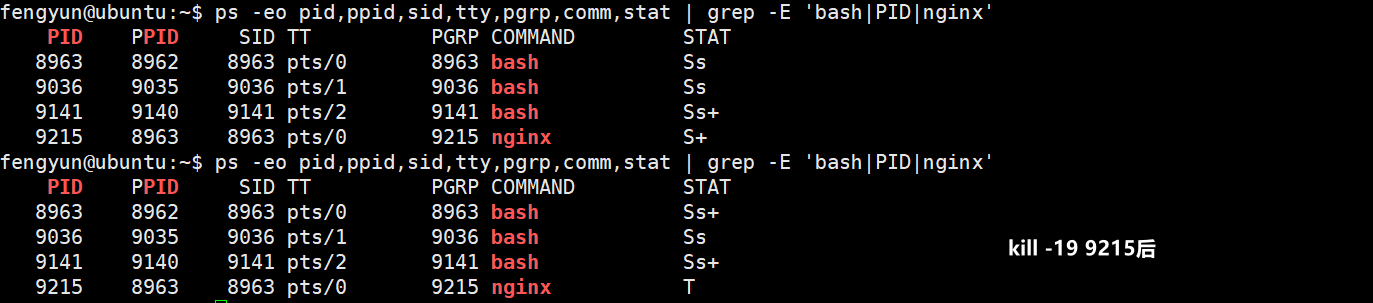 fengyun@ubuntu:~$ ps -eo pid,ppid,sid,tty,pgrp,comm,stat | grep -E 'bash|PID|nginx'
    PID    PPID     SID TT          PGRP COMMAND         STAT
   8963    8962    8963 pts/0       8963 bash            Ss
   9036    9035    9036 pts/1       9036 bash            Ss
   9141    9140    9141 pts/2       9141 bash            Ss+
   9215    8963    8963 pts/0       9215 nginx           S+
fengyun@ubuntu:~$ ps -eo pid,ppid,sid,tty,pgrp,comm,stat | grep -E 'bash|PID|nginx'
    PID    PPID     SID TT          PGRP COMMAND         STAT
   8963    8962    8963 pts/0       8963 bash            Ss+
   9036    9035    9036 pts/1       9036 bash            Ss
   9141    9140    9141 pts/2       9141 bash            Ss+
   9215    8963    8963 pts/0       9215 nginx           T
kill -19 9215后